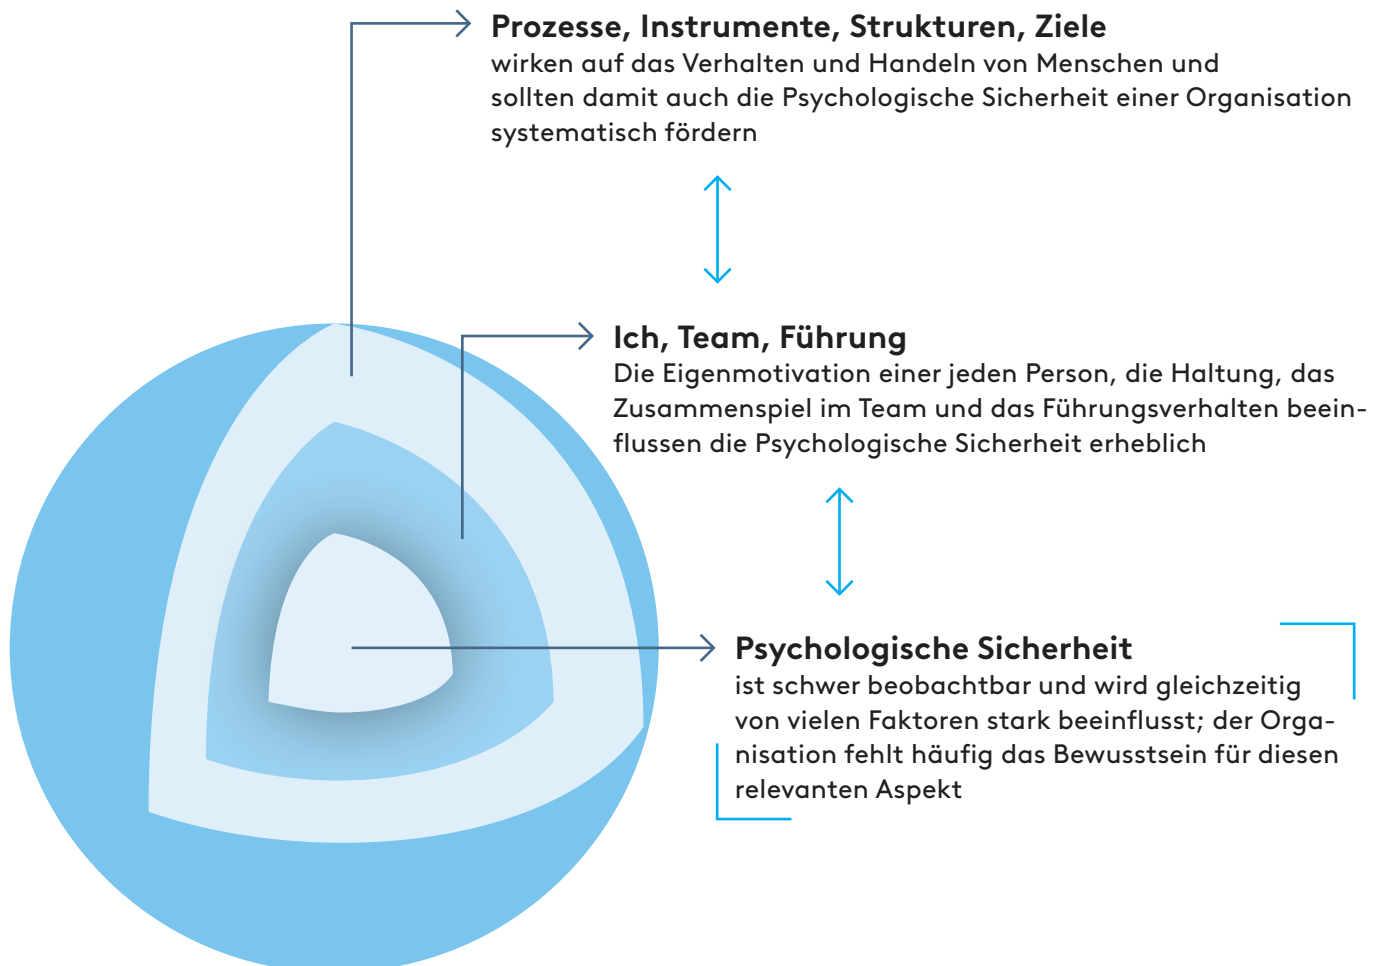 Prozesse, Instrumente, Strukturen, Ziele
wirken auf das Verhalten und Handeln von Menschen und
sollten damit auch die Psychologische Sicherheit einer Organisation
systematisch fördern
Ich, Team, Führung
Die Eigenmotivation einer jeden Person, die Haltung, das
Zusammenspiel im Team und das Führungsverhalten beein-
flussen die Psychologische Sicherheit erheblich
Psychologische Sicherheit
ist schwer beobachtbar und wird gleichzeitig
von vielen Faktoren stark beeinflusst; der Orga-
nisation fehlt häufig das Bewusstsein für diesen
relevanten Aspekt